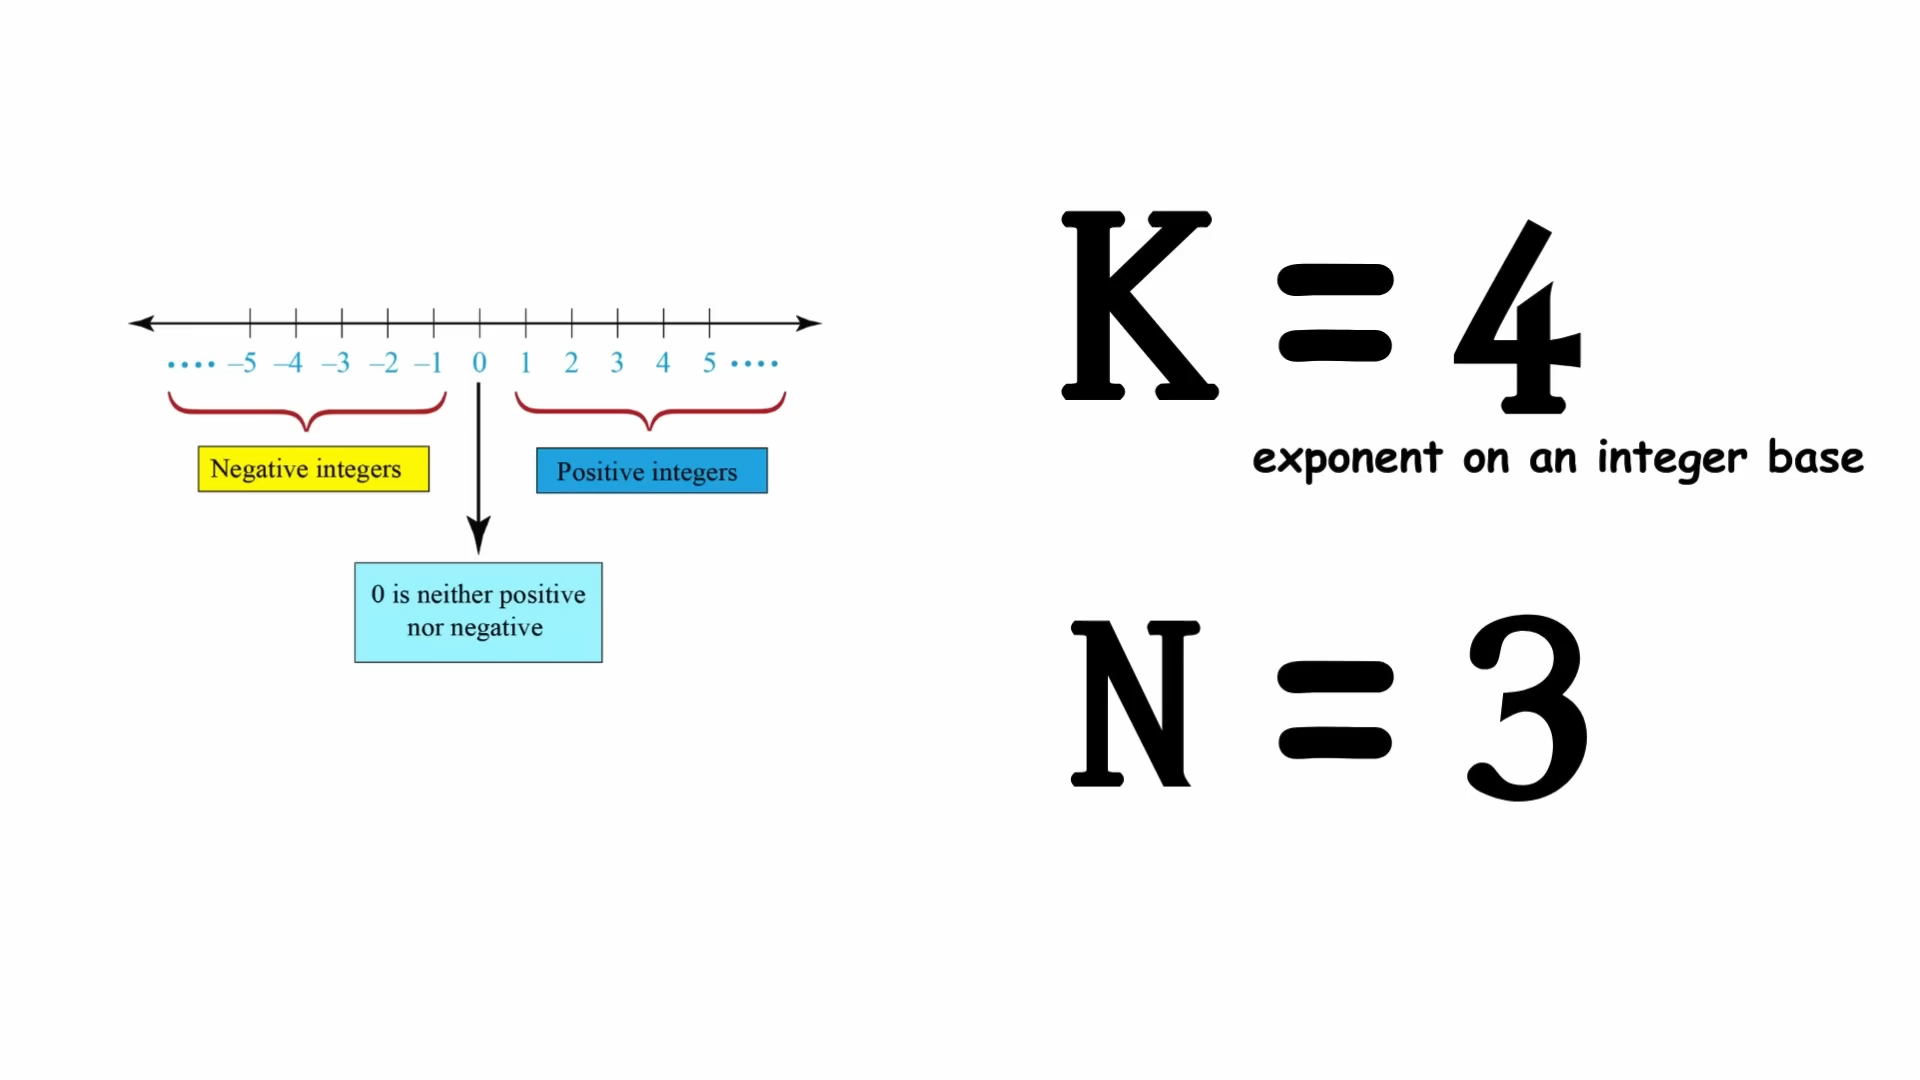 .... –5 –4 –3 –2 –1 0 1 2 3 4 5 ....
Negative integers
Positive integers
0 is neither positive
nor negative
K = 4
exponent on an integer base
N = 3